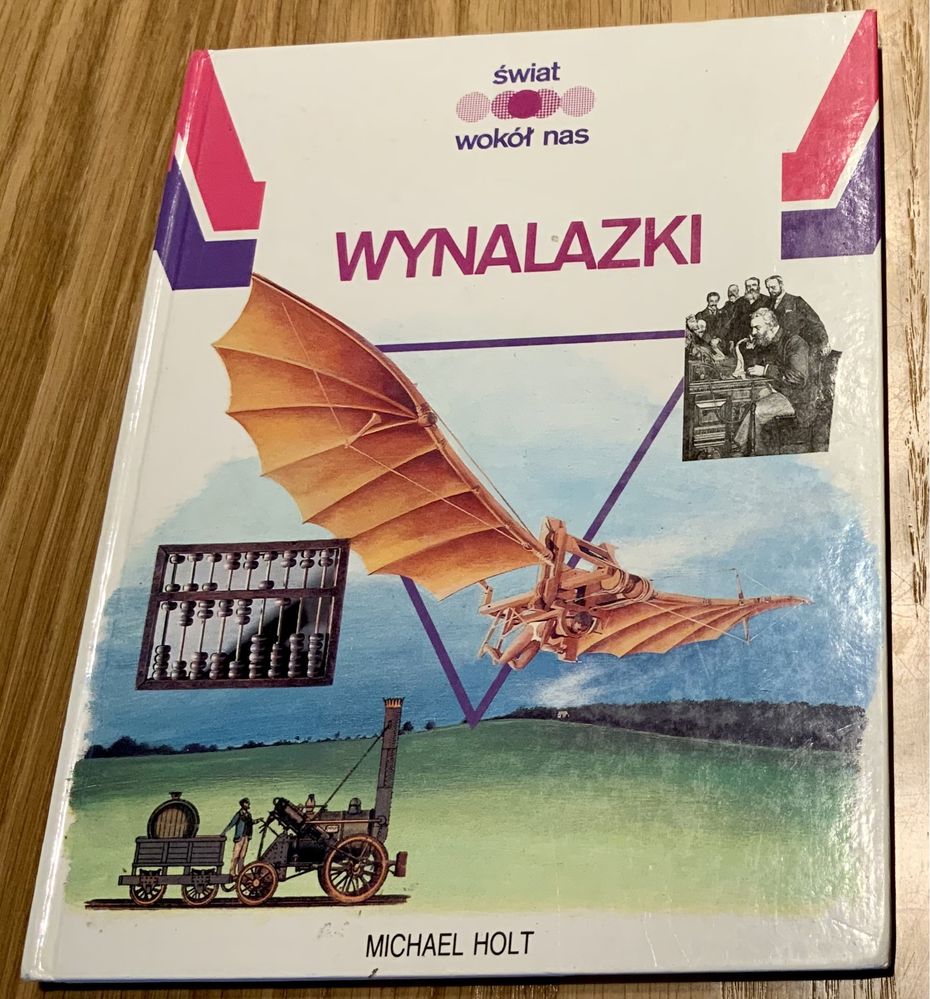 świat
wokół nas
WYNALAZKI
MICHAEL HOLT